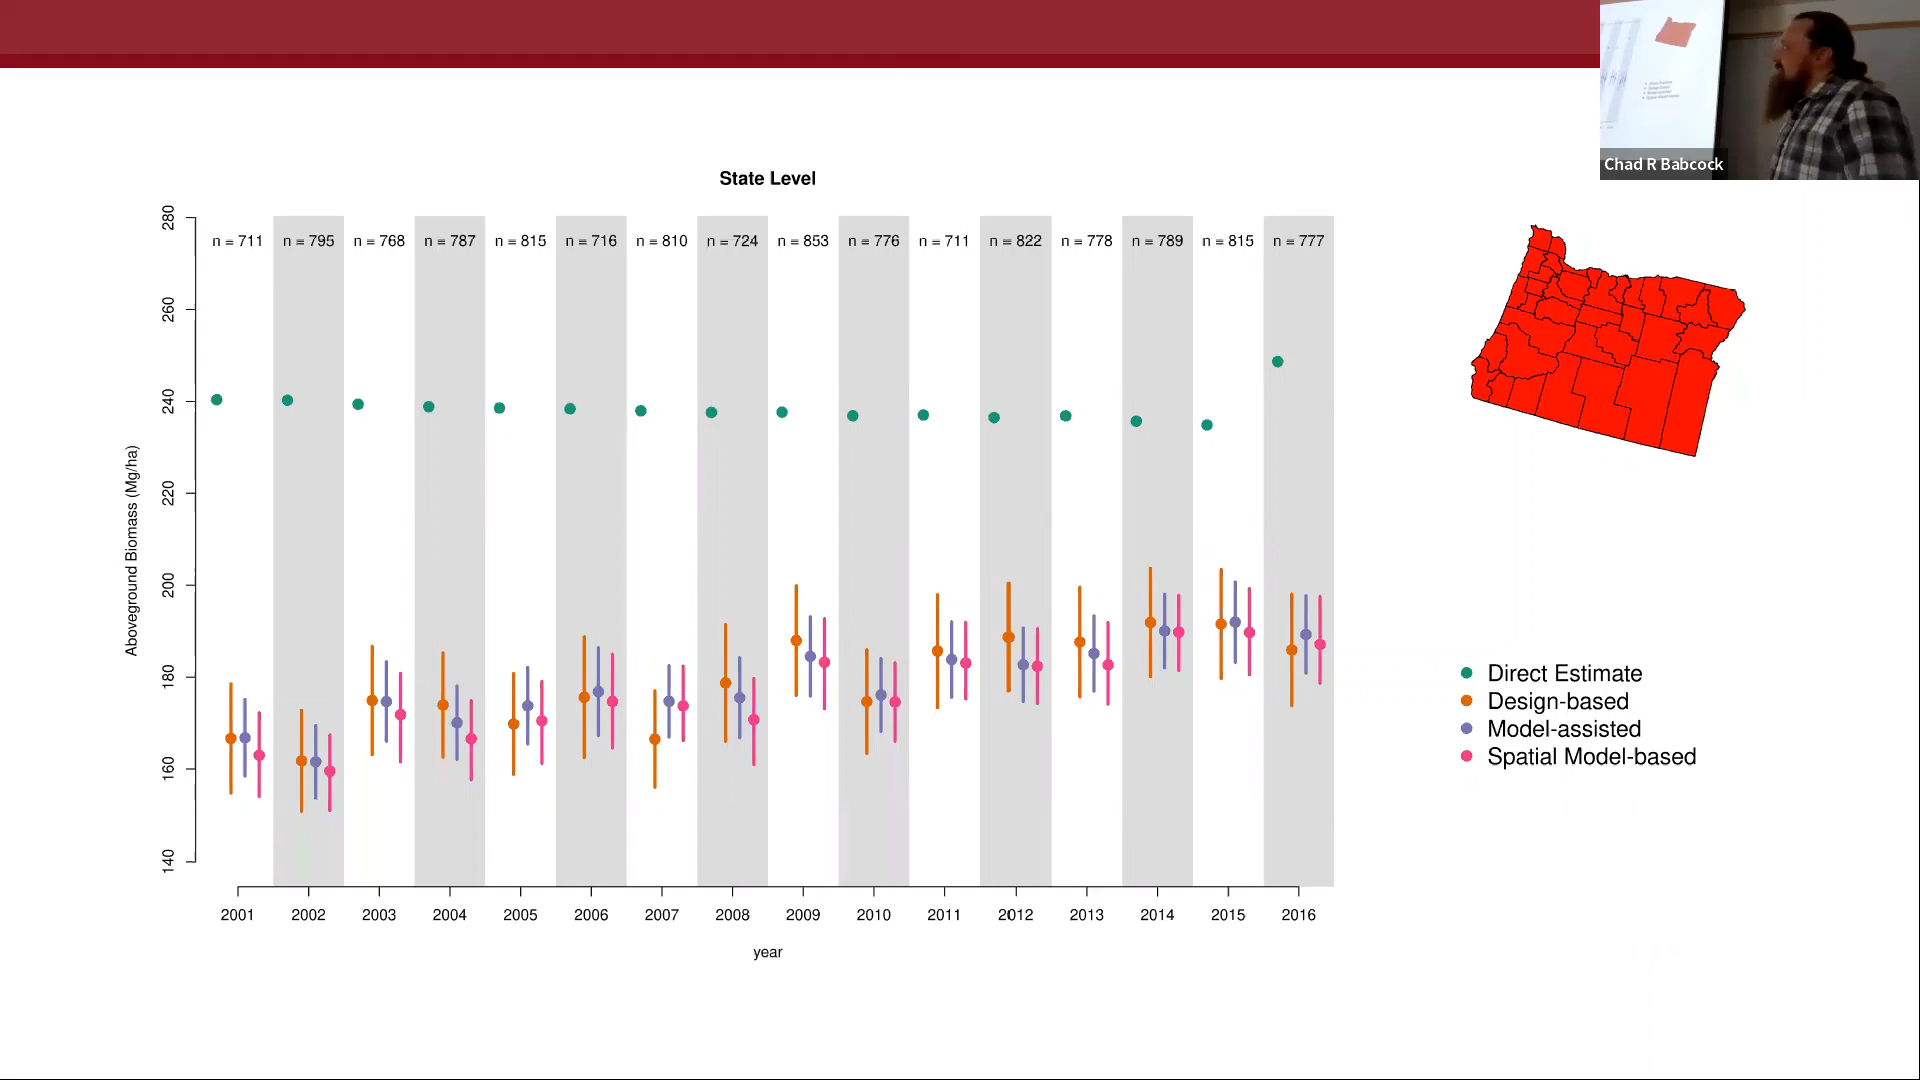 Chad R Babcock
State Level
280
260
240
220
200
180
160
140
Aboveground Biomass (Mg/ha)
n = 711 n = 795 n = 768 n = 787 n = 815 n = 716 n = 810 n = 724 n = 853 n = 776 n = 711 n = 822 n = 778 n = 789 n = 815 n = 777
2001 2002 2003 2004 2005 2006 2007 2008 2009 2010 2011 2012 2013 2014 2015 2016
year
Direct Estimate
Design-based
Model-assisted
Spatial Model-based